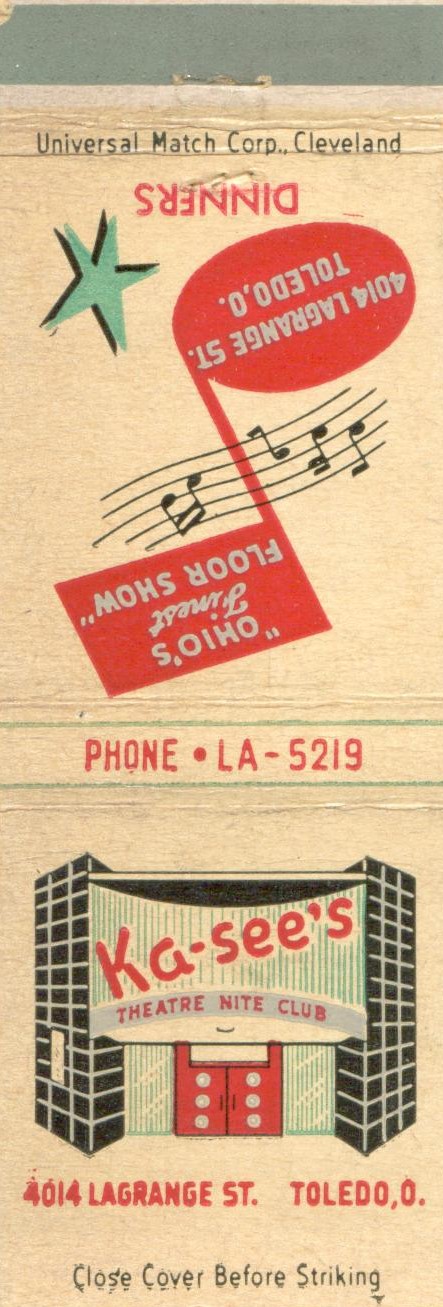 Universal Match Corp., Cleveland
DINNERS
4014 LAGRANGE ST.
TOLEDO,O.
"OHIO'S
Finest
FLOOR SHOW"
PHONE • LA-5219
Ka-see's
THEATRE NITE CLUB
4014 LAGRANGE ST. TOLEDO,O.
Close Cover Before Striking